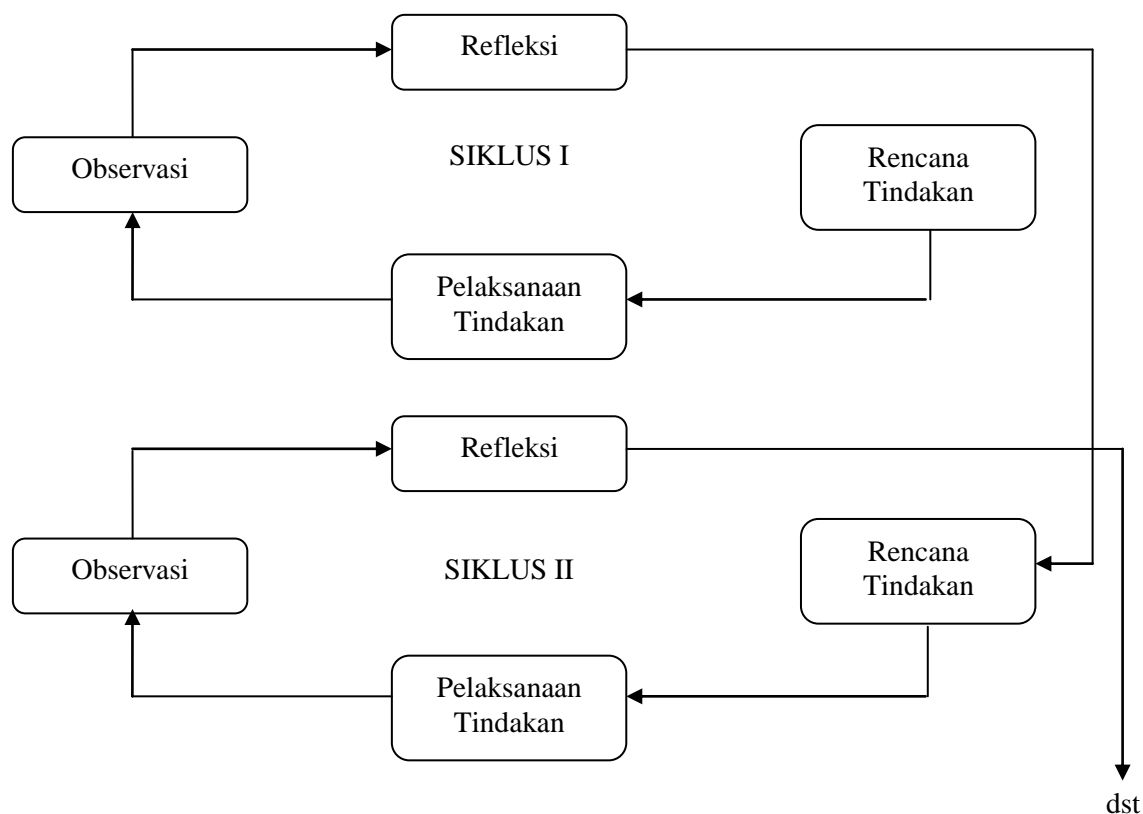 Refleksi
Observasi
SIKLUS I
Rencana
Tindakan
Pelaksanaan
Tindakan
Refleksi
Observasi
SIKLUS II
Rencana
Tindakan
Pelaksanaan
Tindakan
dst